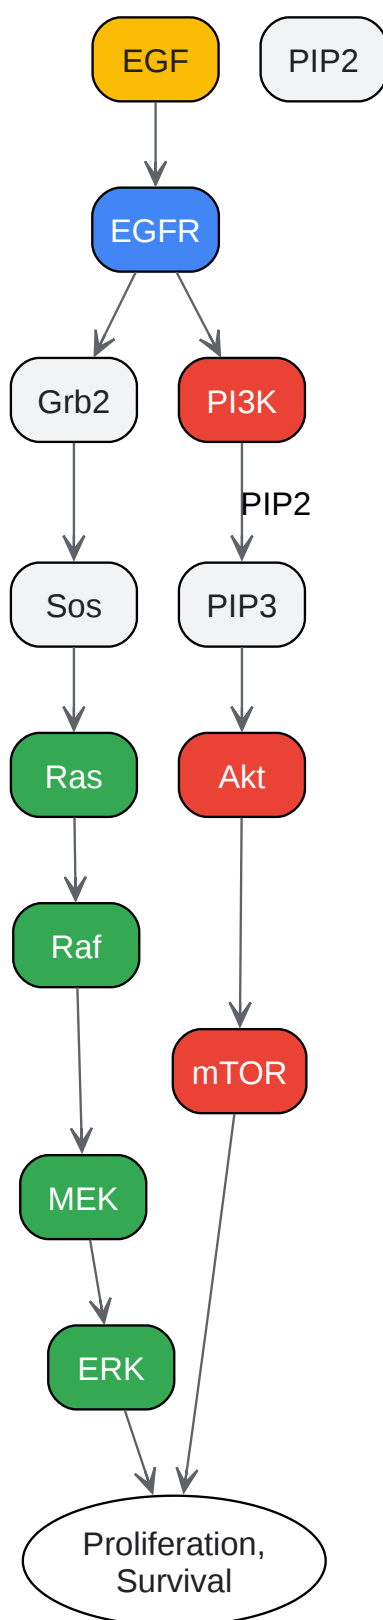 EGF
PIP2
EGFR
Grb2
PI3K
PIP2
Sos
PIP3
Ras
Akt
Raf
mTOR
MEK
ERK
Proliferation,
Survival